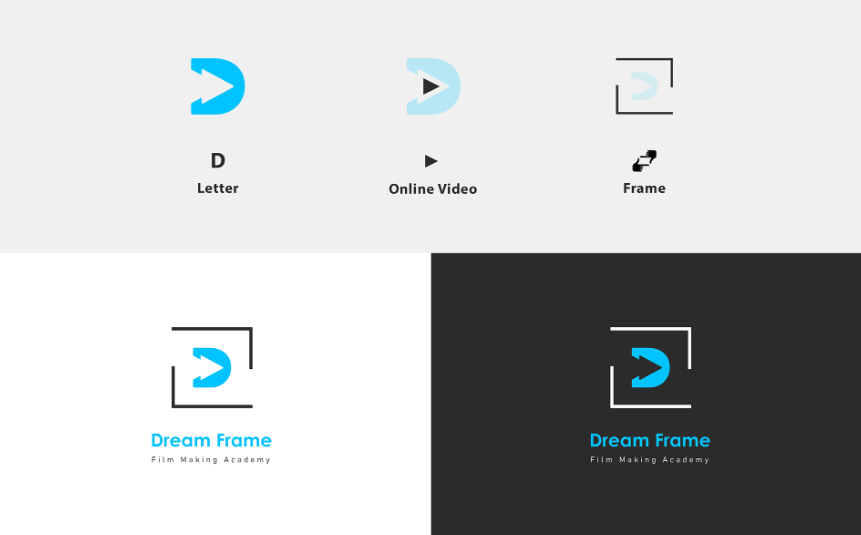 D
Letter
Online Video
Frame
Dream Frame
Film Making Academy
Dream Frame
Film Making Academy